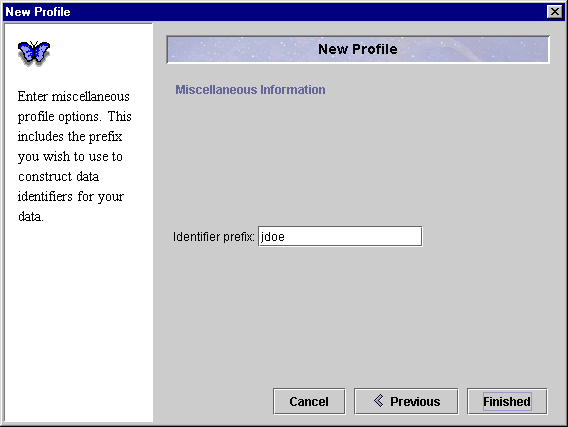 New Profile
Enter miscellaneous
profile options. This
includes the prefix
you wish to use to
construct data
identifiers for your
data.
New Profile
Miscellaneous Information
Identifier prefix: jdoe
Cancel
Previous
Finished